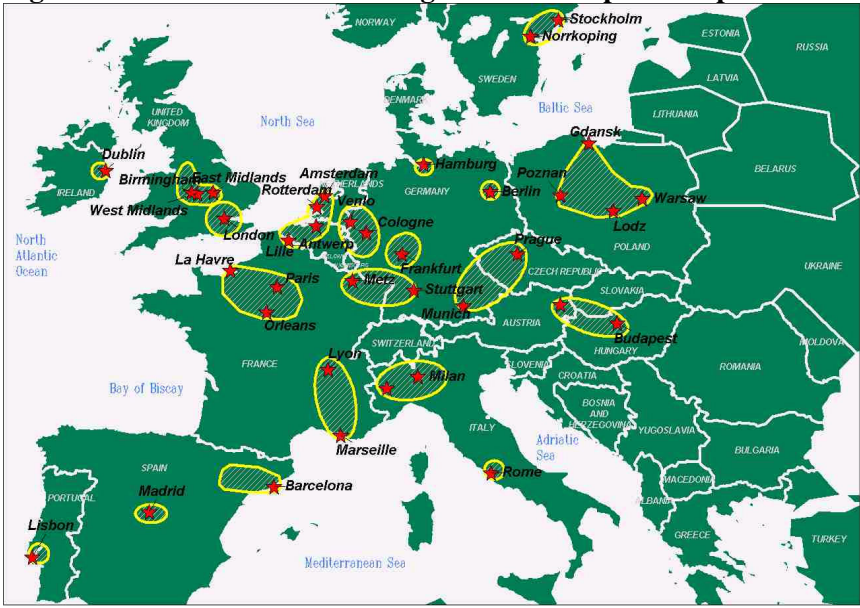 NORWAY
Stockholm
Norrkoping
ESTONIA
RUSSIA
SWEDEN
LATVIA
UNITED
KINGDOM
North Sea
DENMARK
Baltic Sea
LITHUANIA
Gdansk
Dublin
IRELAND
Birmingham
East Midlands
West Midlands
London
Amsterdam
NETHERLANDS
Rotterdam
Venlo
Hamburg
GERMANY
Berlin
Poznan
Warsaw
Lodz
POLAND
BELARUS
North
Atlantic
Ocean
Lille
Antwerp
Cologne
Frankfurt
Prague
CZECH REPUBLIC
UKRAINE
La Havre
Paris
Orleans
Metz
Stuttgart
Munich
SLOVAKIA
AUSTRIA
Budapest
HUNGARY
MOLDOVA
FRANCE
SWITZERLAND
Lyon
Milan
SLOVENIA
CROATIA
ROMANIA
Bay of Biscay
BOSNIA
AND
HERZEGOVINA
YUGOSLAVIA
ITALY
Adriatic
Sea
BULGARIA
Marseille
SPAIN
Barcelona
Madrid
PORTUGAL
Lisbon
Rome
MACEDONIA
ALBANIA
GREECE
TURKEY
Mediterranean Sea